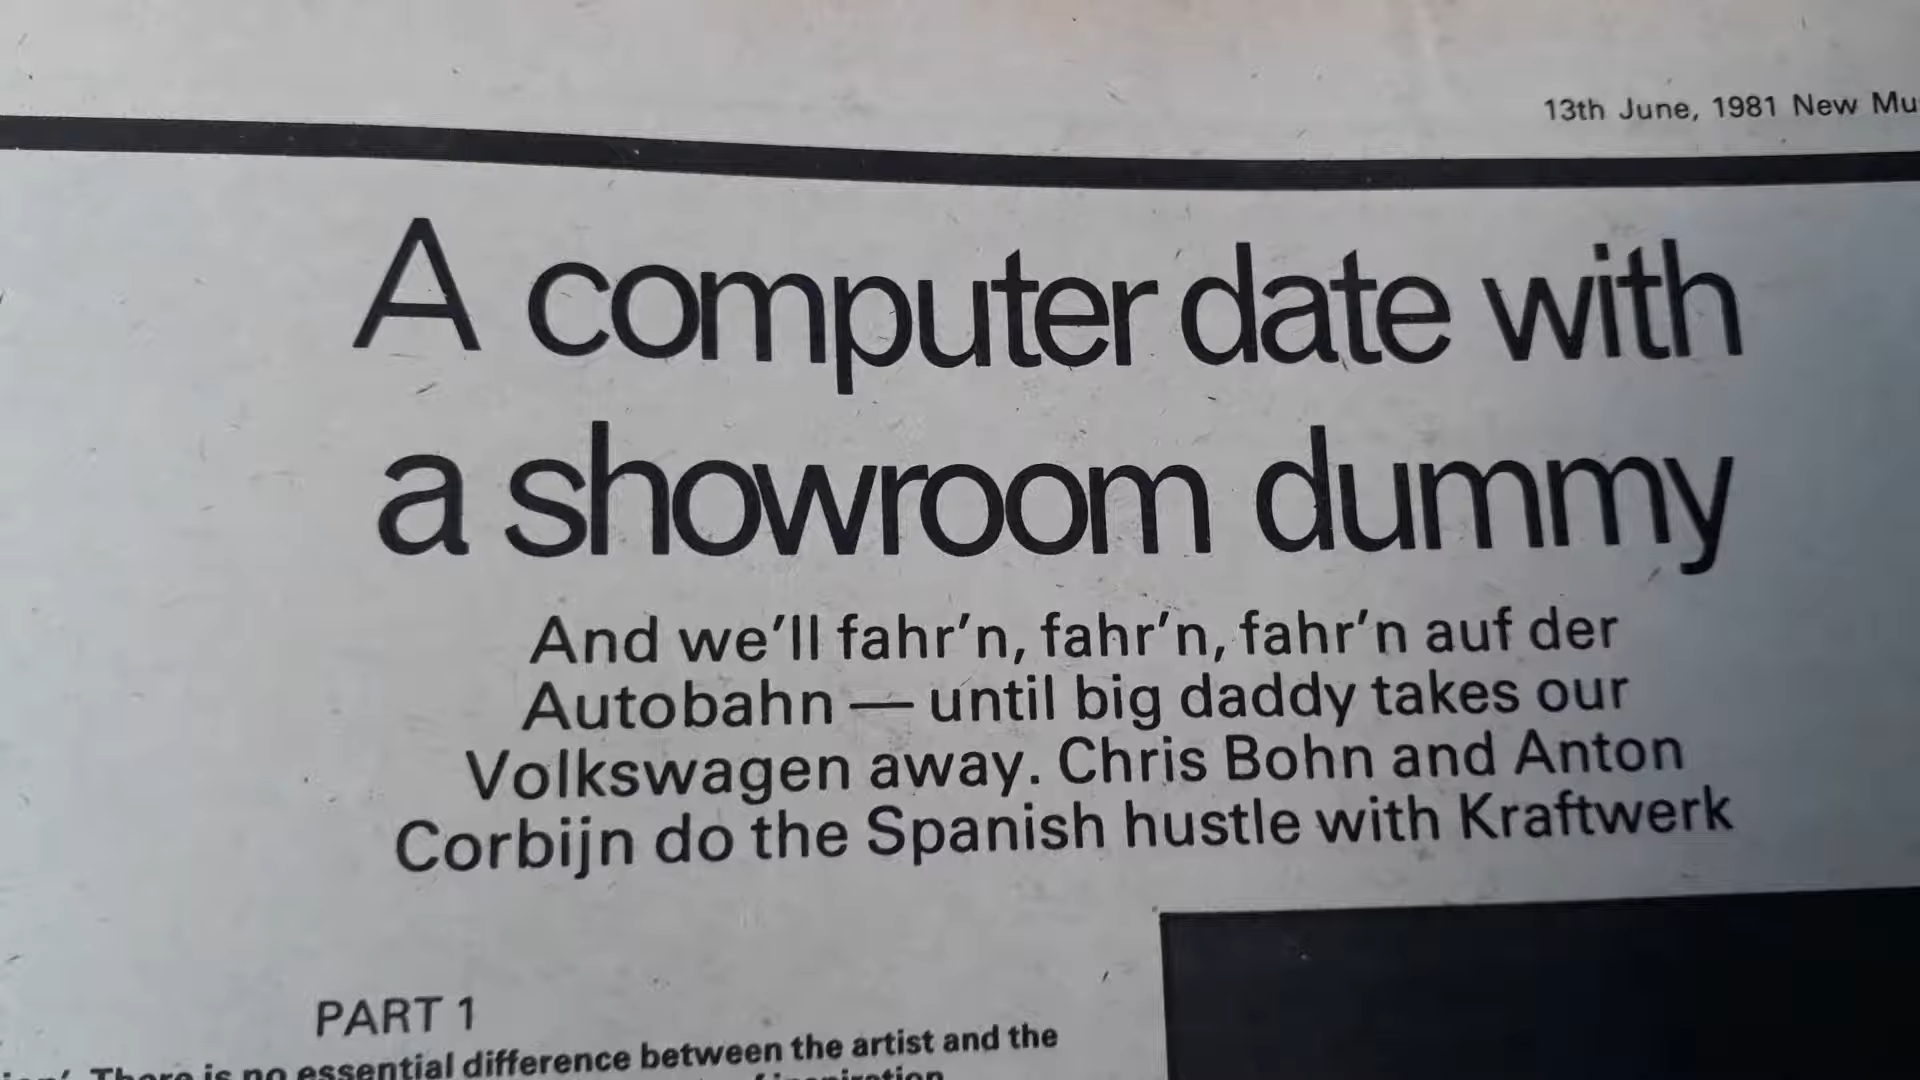 13th June, 1981 New Mu
A computer date with
a showroom dummy
And we'll fahr'n, fahr'n, fahr'n auf der
Autobahn — until big daddy takes our
Volkswagen away. Chris Bohn and Anton
Corbijn do the Spanish hustle with Kraftwerk
PART 1
There is no essential difference between the artist and the
inspiration